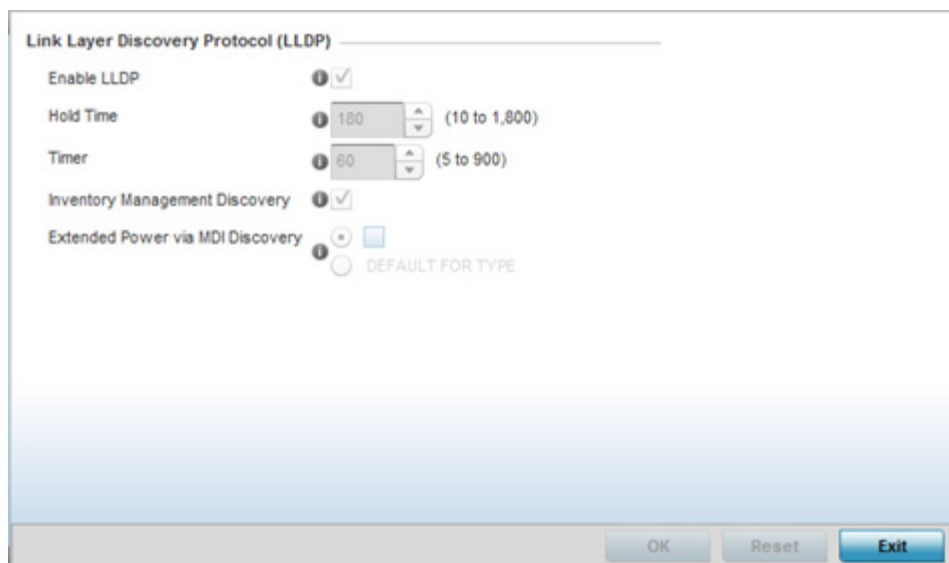 Link Layer Discovery Protocol (LLDP)
Enable LLDP
Hold Time 180 (10 to 1,800)
Timer 60 (5 to 900)
Inventory Management Discovery
Extended Power via MDI Discovery
DEFAULT FOR TYPE
OK Reset Exit